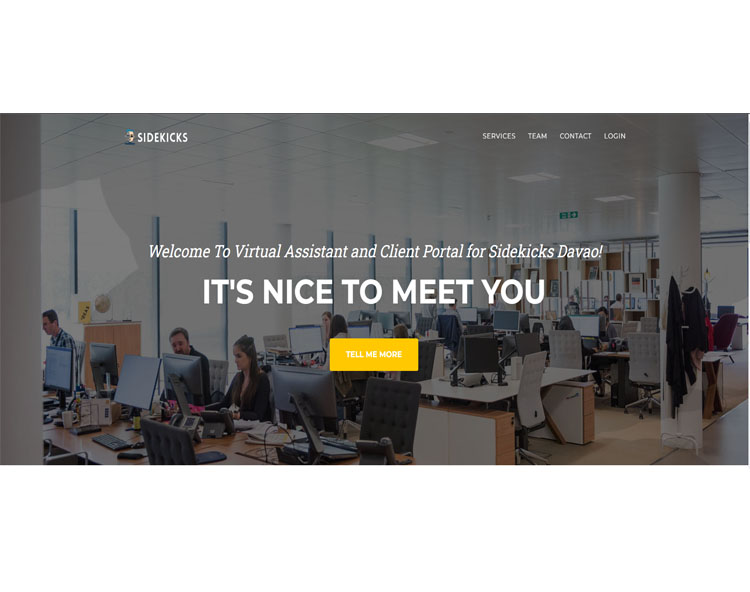 SIDEKICKS
SERVICES TEAM CONTACT LOGIN
Welcome To Virtual Assistant and Client Portal for Sidekicks Davao!
IT'S NICE TO MEET YOU
TELL ME MORE